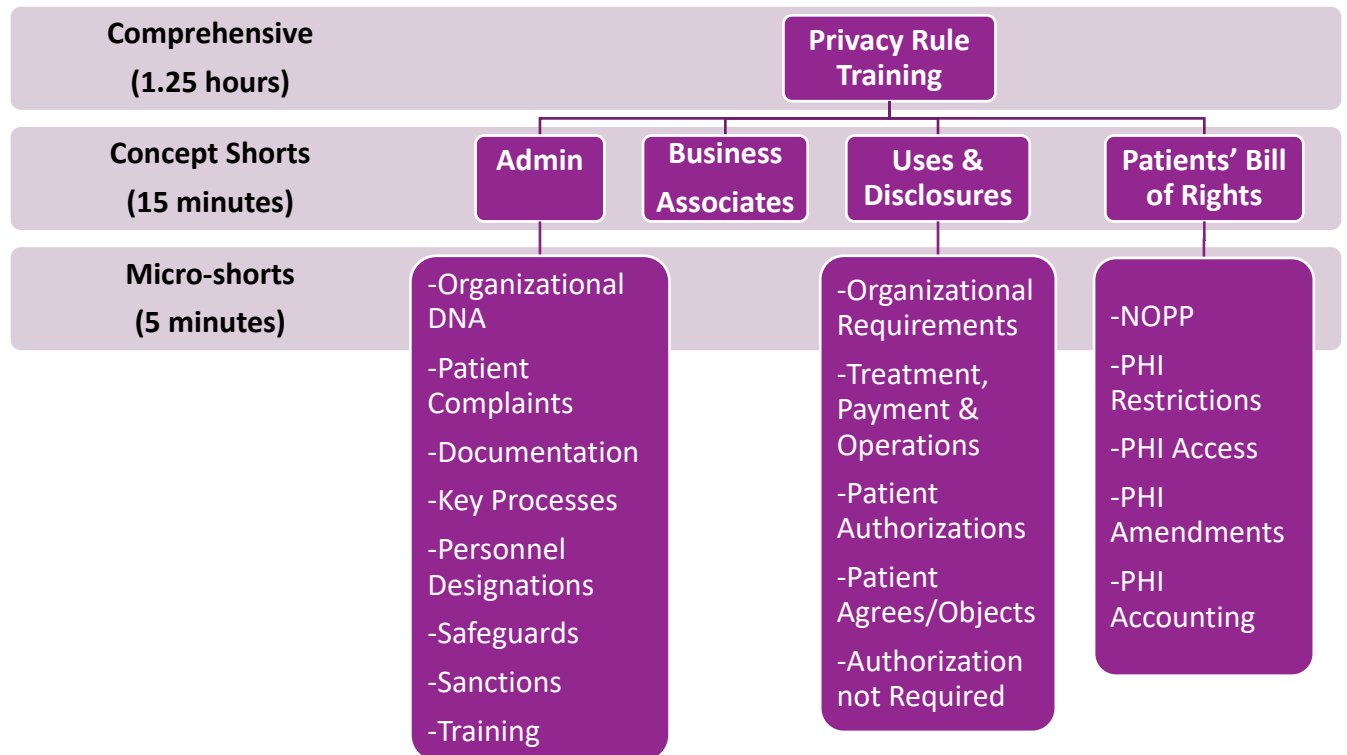 Comprehensive
(1.25 hours)
Privacy Rule
Training
Concept Shorts
(15 minutes)
Admin
Business
Associates
Uses &
Disclosures
Patients’ Bill
of Rights
Micro-shorts
(5 minutes)
-Organizational
DNA
-Patient
Complaints
-Documentation
-Key Processes
-Personnel
Designations
-Safeguards
-Sanctions
-Training
-Organizational
Requirements
-Treatment,
Payment &
Operations
-Patient
Authorizations
-Patient
Agrees/Objects
-Authorization
not Required
-NOPP
-PHI
Restrictions
-PHI Access
-PHI
Amendments
-PHI
Accounting